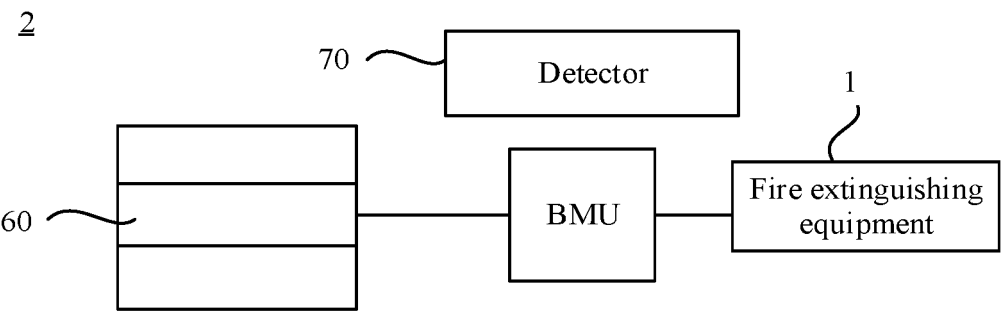 2
70
Detector
1
60
BMU
Fire extinguishing
equipment